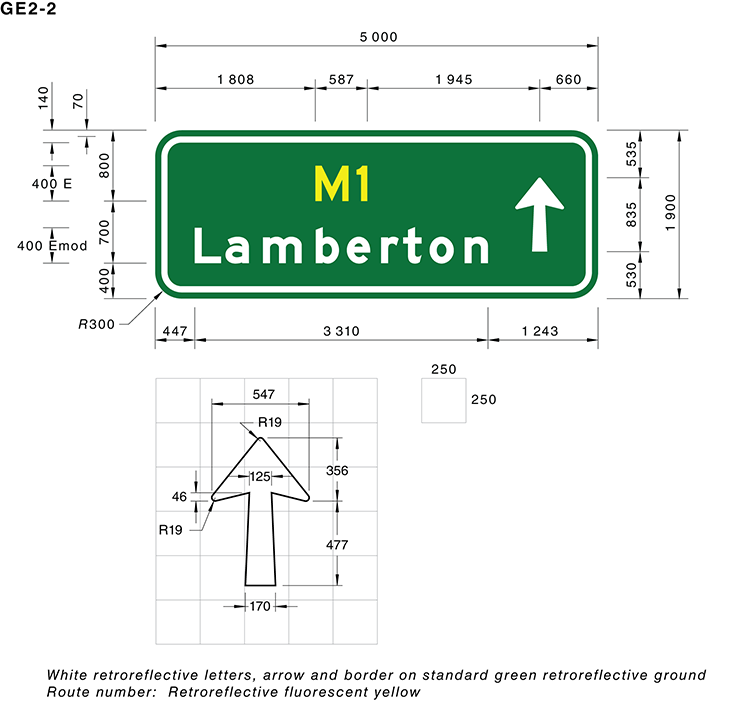 GE2-2
5 000
1 808
587
1 945
660
140
70
800
400 E
700
400 Emod
400
M1
Lamberton
535
835
530
1 900
R300
447
3 310
1 243
250
250
547
R19
356
125
46
R19
477
170
White retroreflective letters, arrow and border on standard green retroreflective ground
Route number: Retroreflective fluorescent yellow